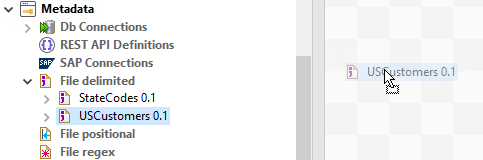 Metadata
Db Connections
REST API Definitions
SAP
SAP Connections
File delimited
StateCodes 0.1
USCustomers 0.1
File positional
File regex
USCustomers 0.1